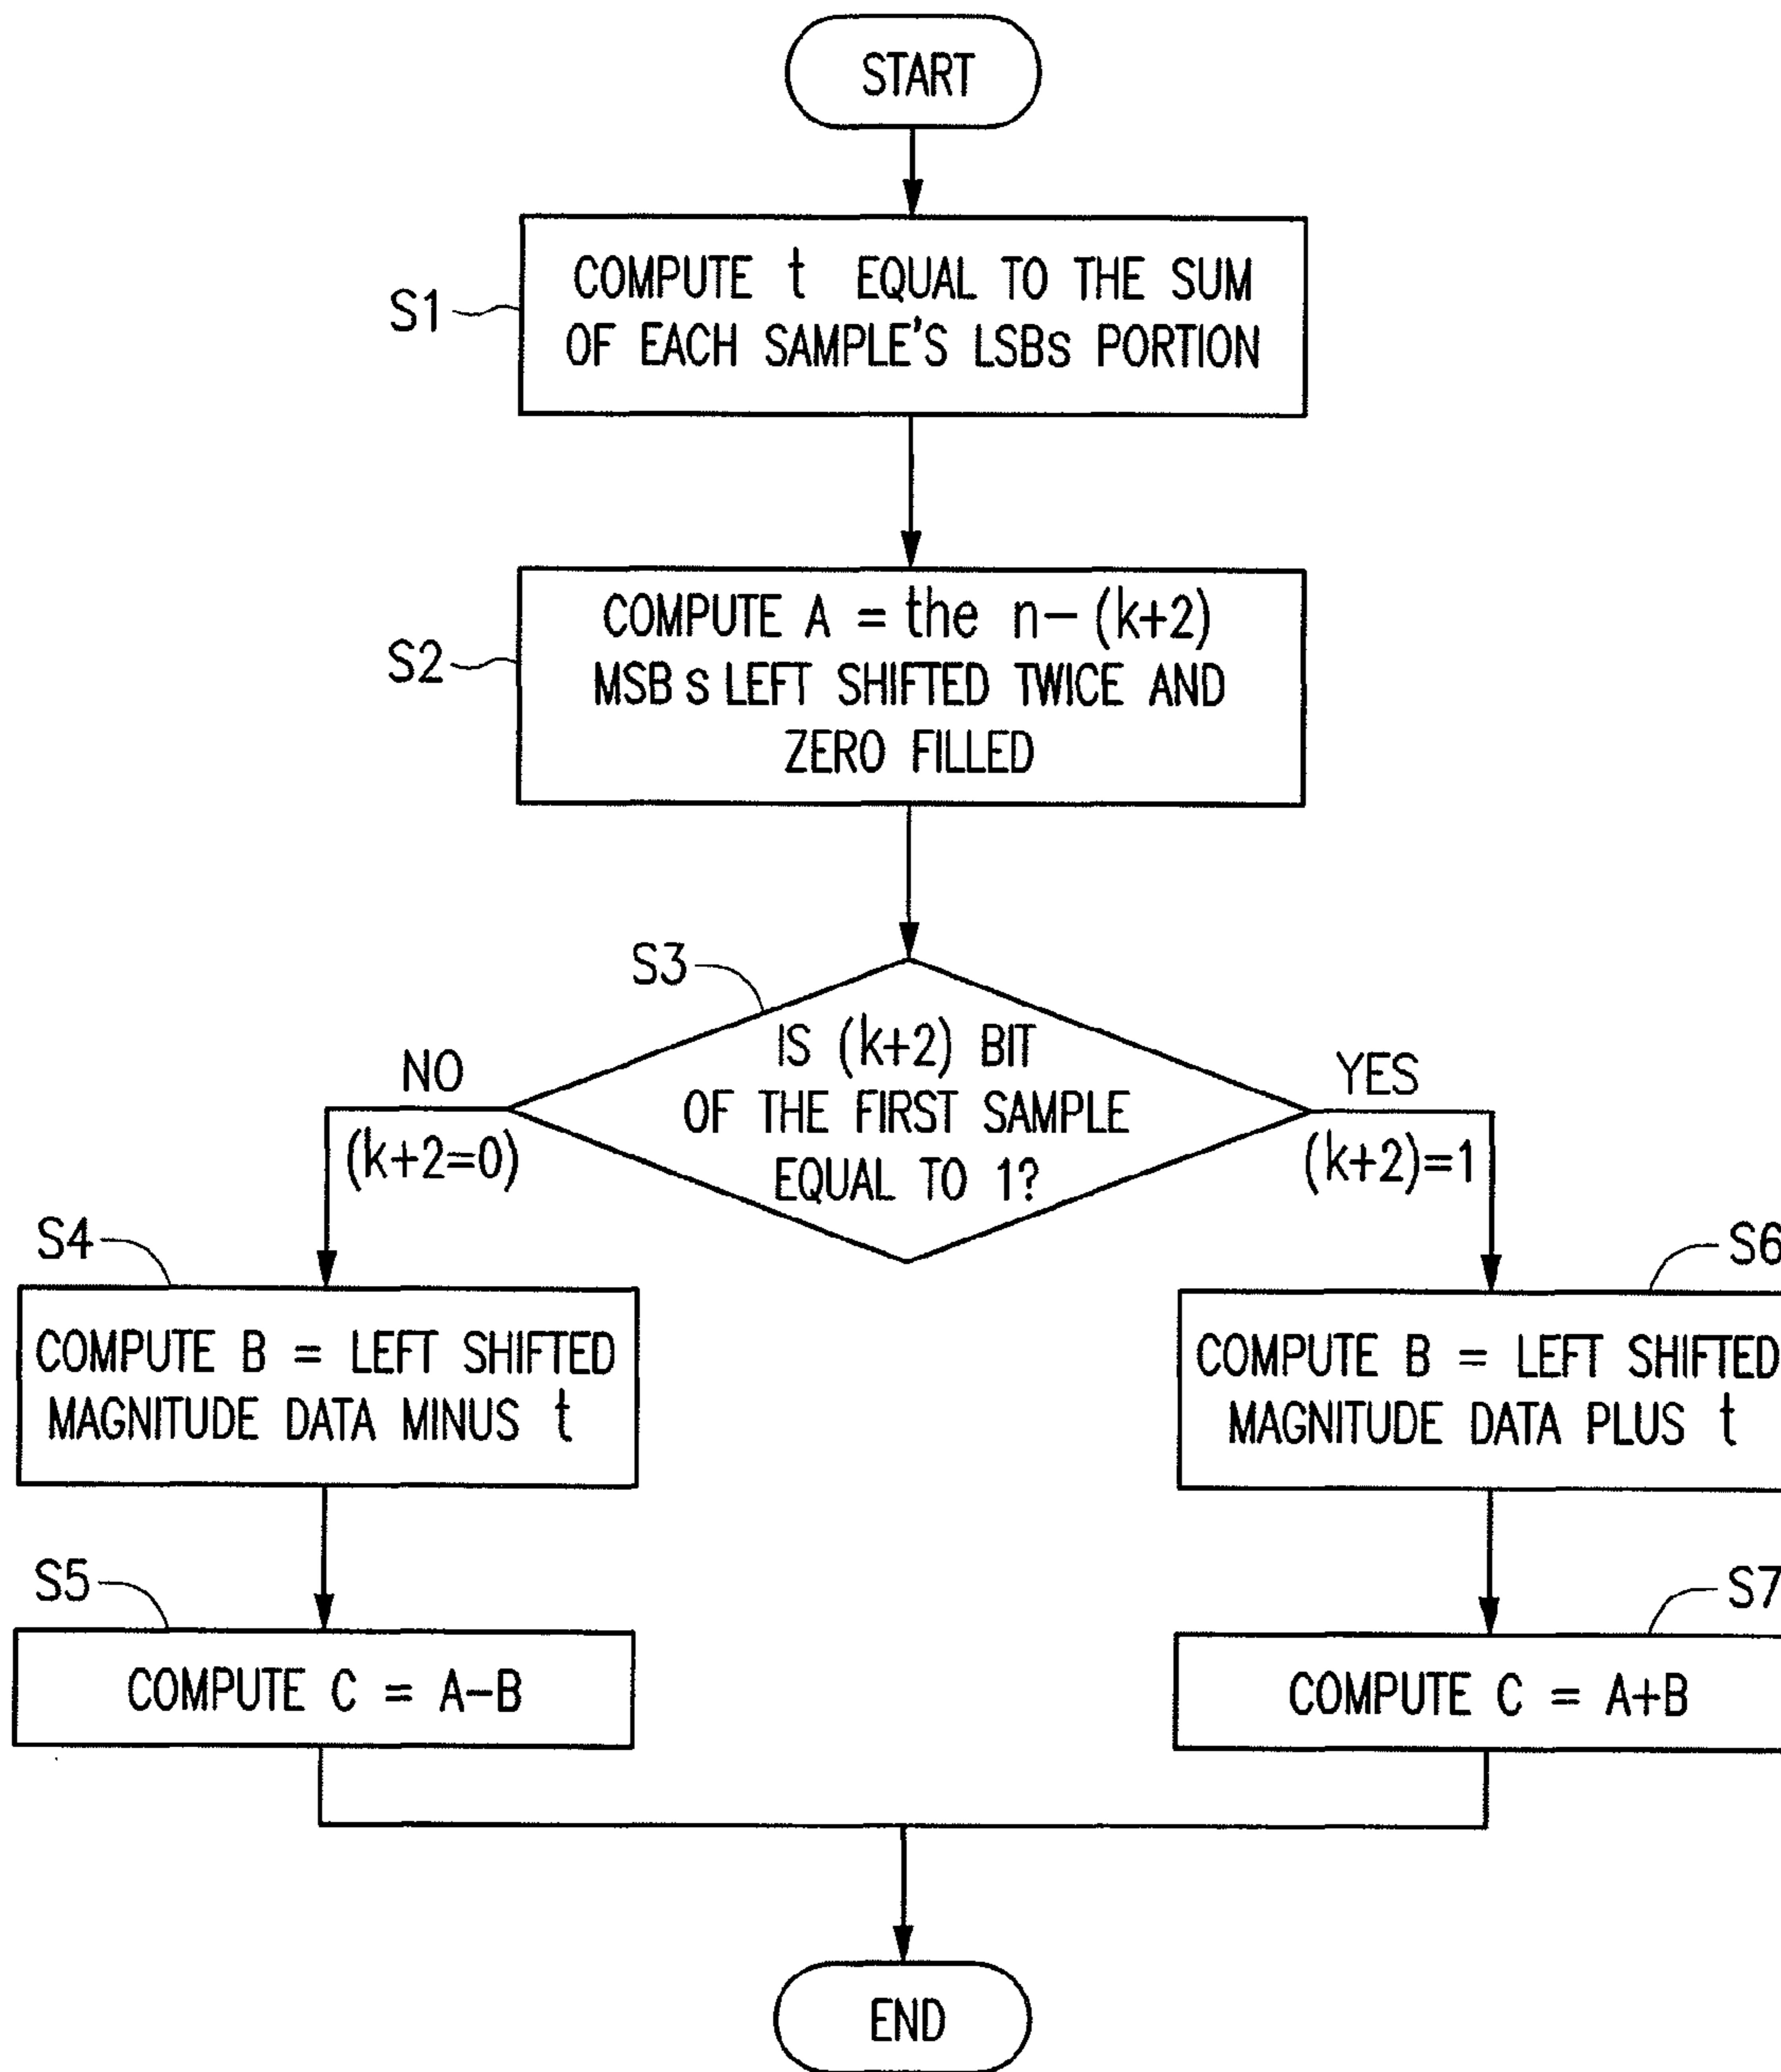 START
S1
COMPUTE t EQUAL TO THE SUM
OF EACH SAMPLE'S LSBs PORTION
S2
COMPUTE A = the n-(k+2)
MSBs LEFT SHIFTED TWICE AND
ZERO FILLED
S3
IS (k+2) BIT
OF THE FIRST SAMPLE
EQUAL TO 1?
NO
(k+2=0)
YES
(k+2)=1
S4
COMPUTE B = LEFT SHIFTED
MAGNITUDE DATA MINUS t
S6
COMPUTE B = LEFT SHIFTED
MAGNITUDE DATA PLUS t
S5
COMPUTE C = A-B
S7
COMPUTE C = A+B
END